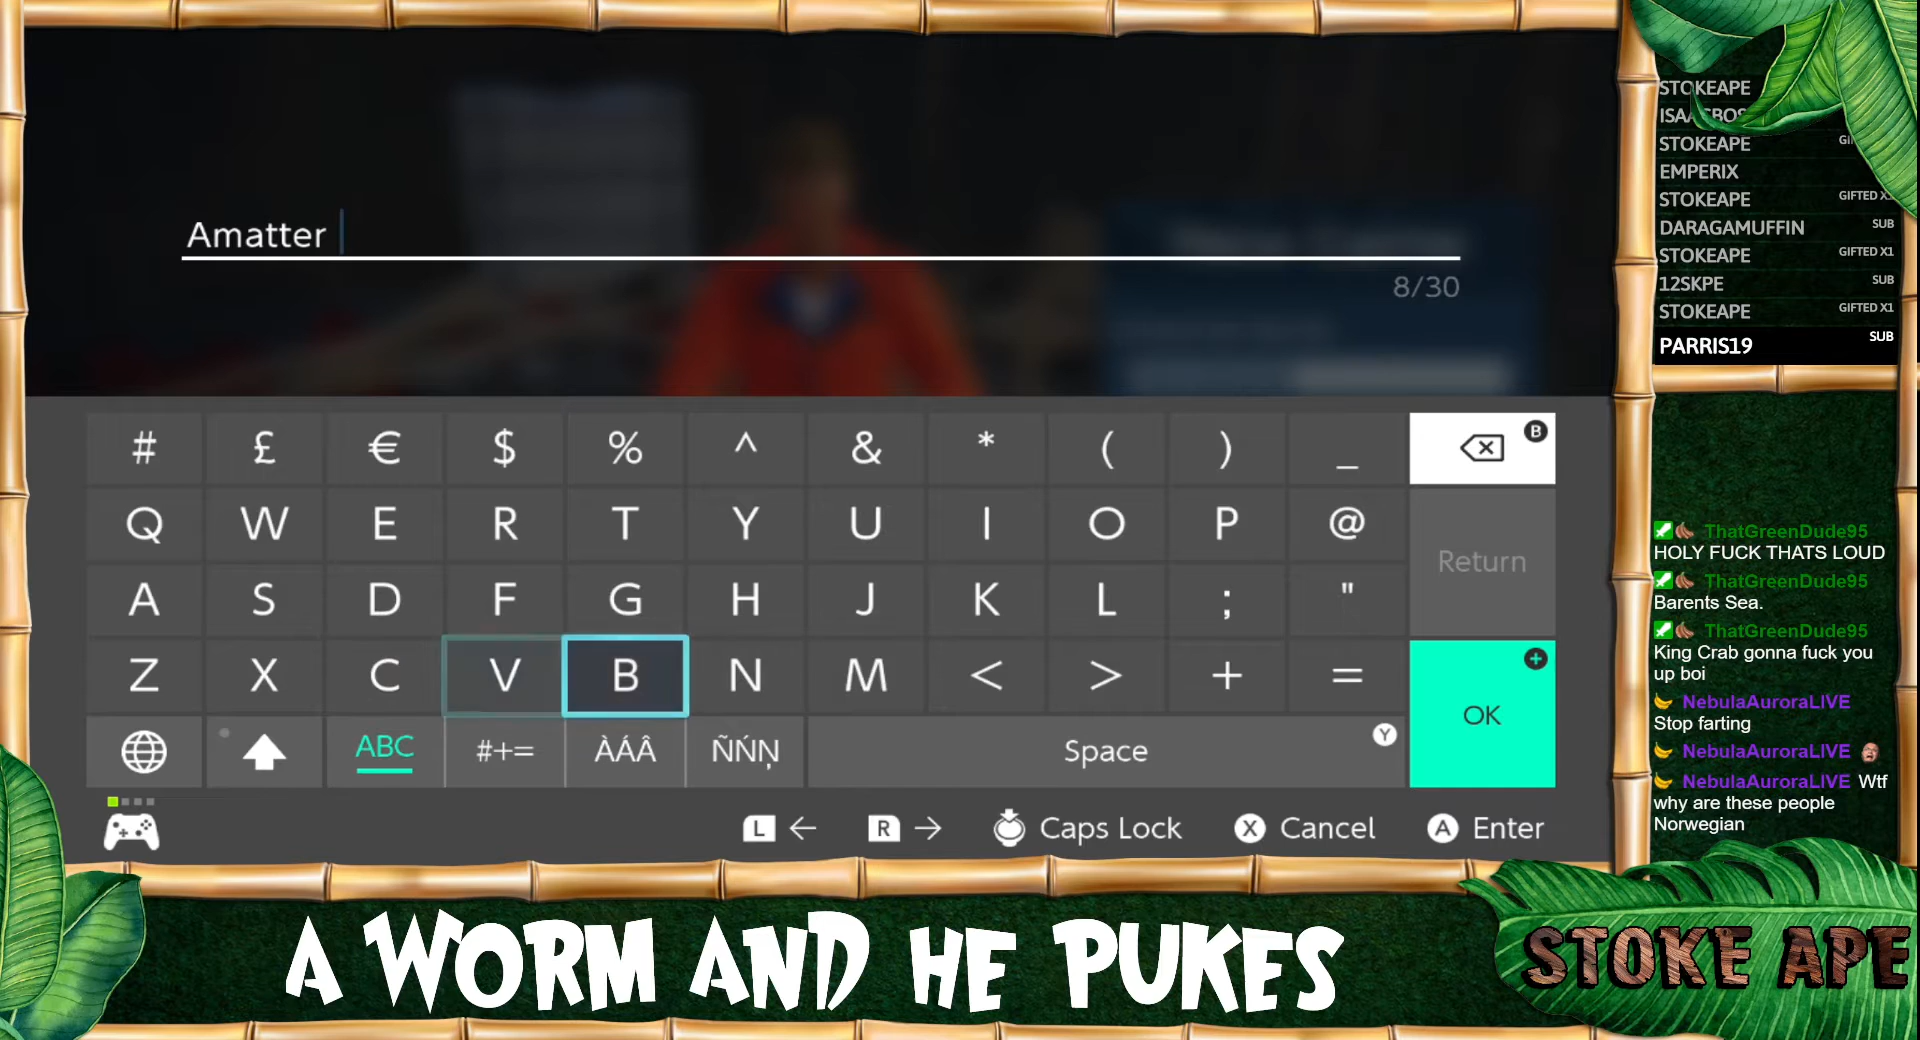 Amatter
8/30
# £ € $ % ^ & * ( ) _ B
Q W E R T Y U I O P @ Return
A S D F G H J K L ; "
Z X C V B N M < > + = OK
ABC #+= ÀÁÂ ÑŃŅ Space Y
L ← R → Caps Lock X Cancel A Enter
STOKEAPE
STOKEAPE
EMPERIX
STOKEAPE GIFTED X
DARAGAMUFFIN SUB
STOKEAPE GIFTED X1
12SKPE SUB
STOKEAPE GIFTED X1
PARRIS19 SUB
ThatGreenDude95
HOLY FUCK THATS LOUD
ThatGreenDude95
Barents Sea.
ThatGreenDude95
King Crab gonna fuck you
up boi
NebulaAuroraLIVE
Stop farting
NebulaAuroraLIVE
NebulaAuroraLIVE Wtf
why are these people
Norwegian
A WORM AND HE PUKES
STOKE APE